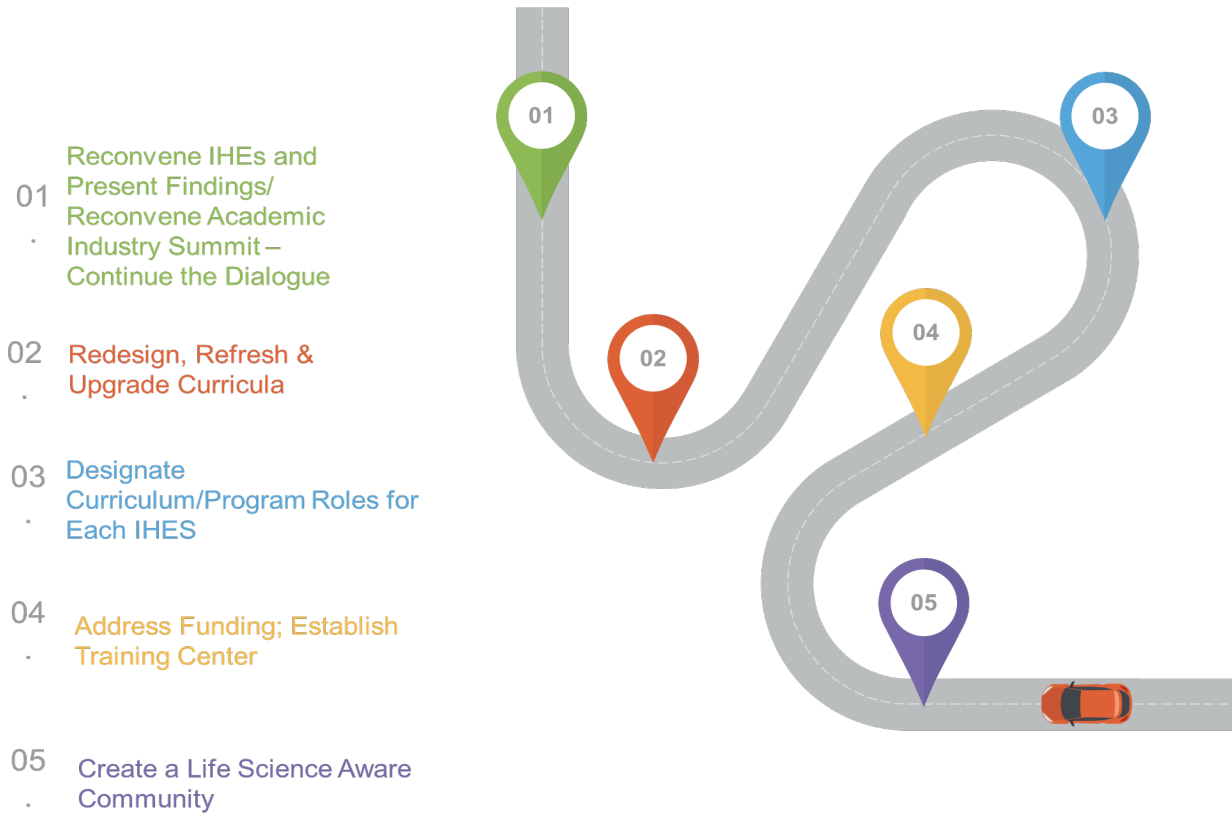 01
.
Reconvene IHEs and
Present Findings/
Reconvene Academic
Industry Summit –
Continue the Dialogue
02
.
Redesign, Refresh &
Upgrade Curricula
03
.
Designate
Curriculum/Program Roles for
Each IHES
04
.
Address Funding; Establish
Training Center
05
.
Create a Life Science Aware
Community
01
02
03
04
05